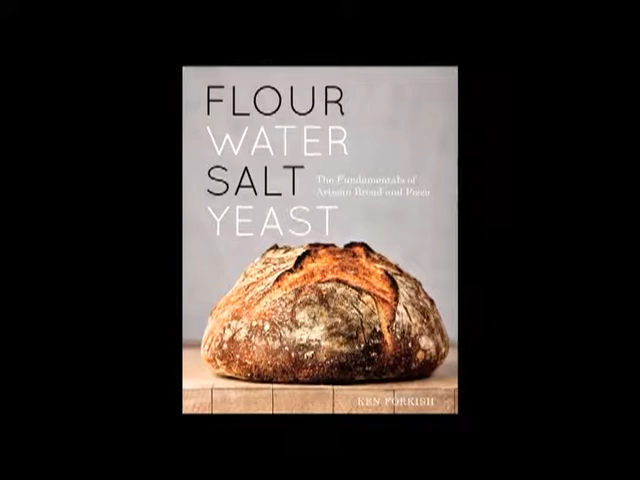 FLOUR
WATER
SALT
YEAST
The Fundamentals of
Artisan Bread and Pizza
KEN FORKISH